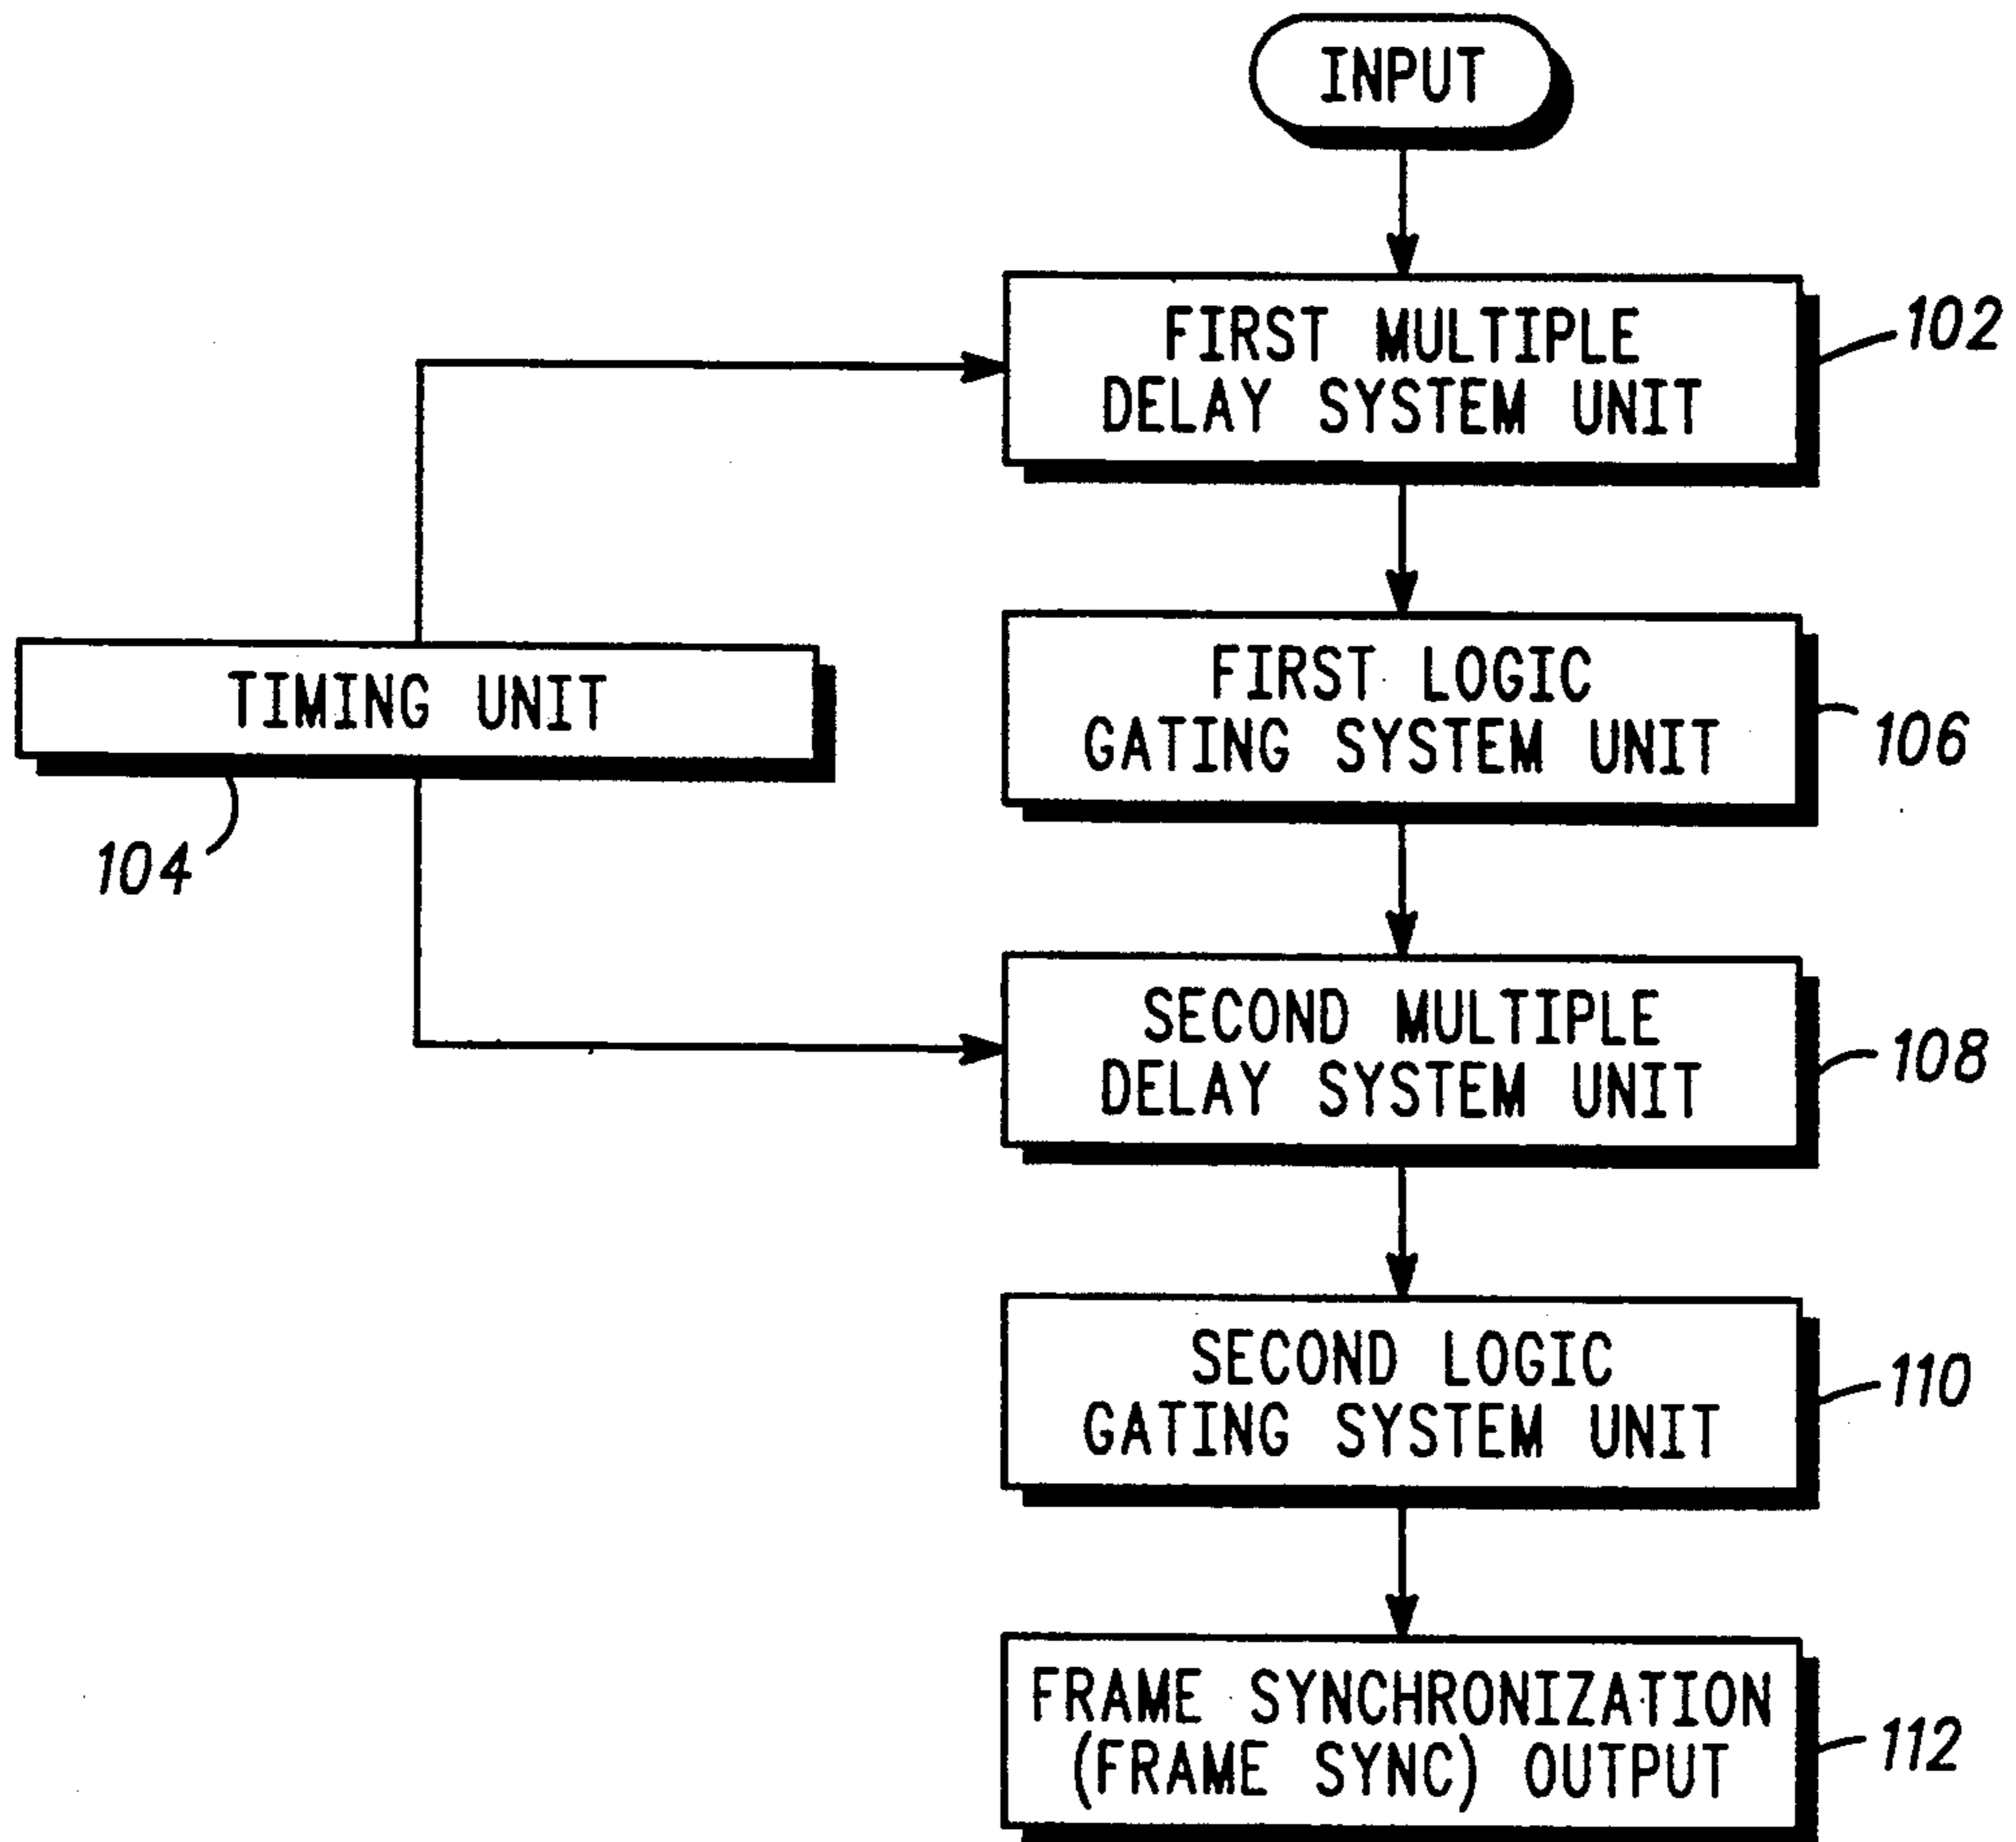 INPUT
FIRST MULTIPLE
DELAY SYSTEM UNIT
102
FIRST LOGIC
GATING SYSTEM UNIT
106
TIMING UNIT
104
SECOND MULTIPLE
DELAY SYSTEM UNIT
108
SECOND LOGIC
GATING SYSTEM UNIT
110
FRAME SYNCHRONIZATION
(FRAME SYNC) OUTPUT
112